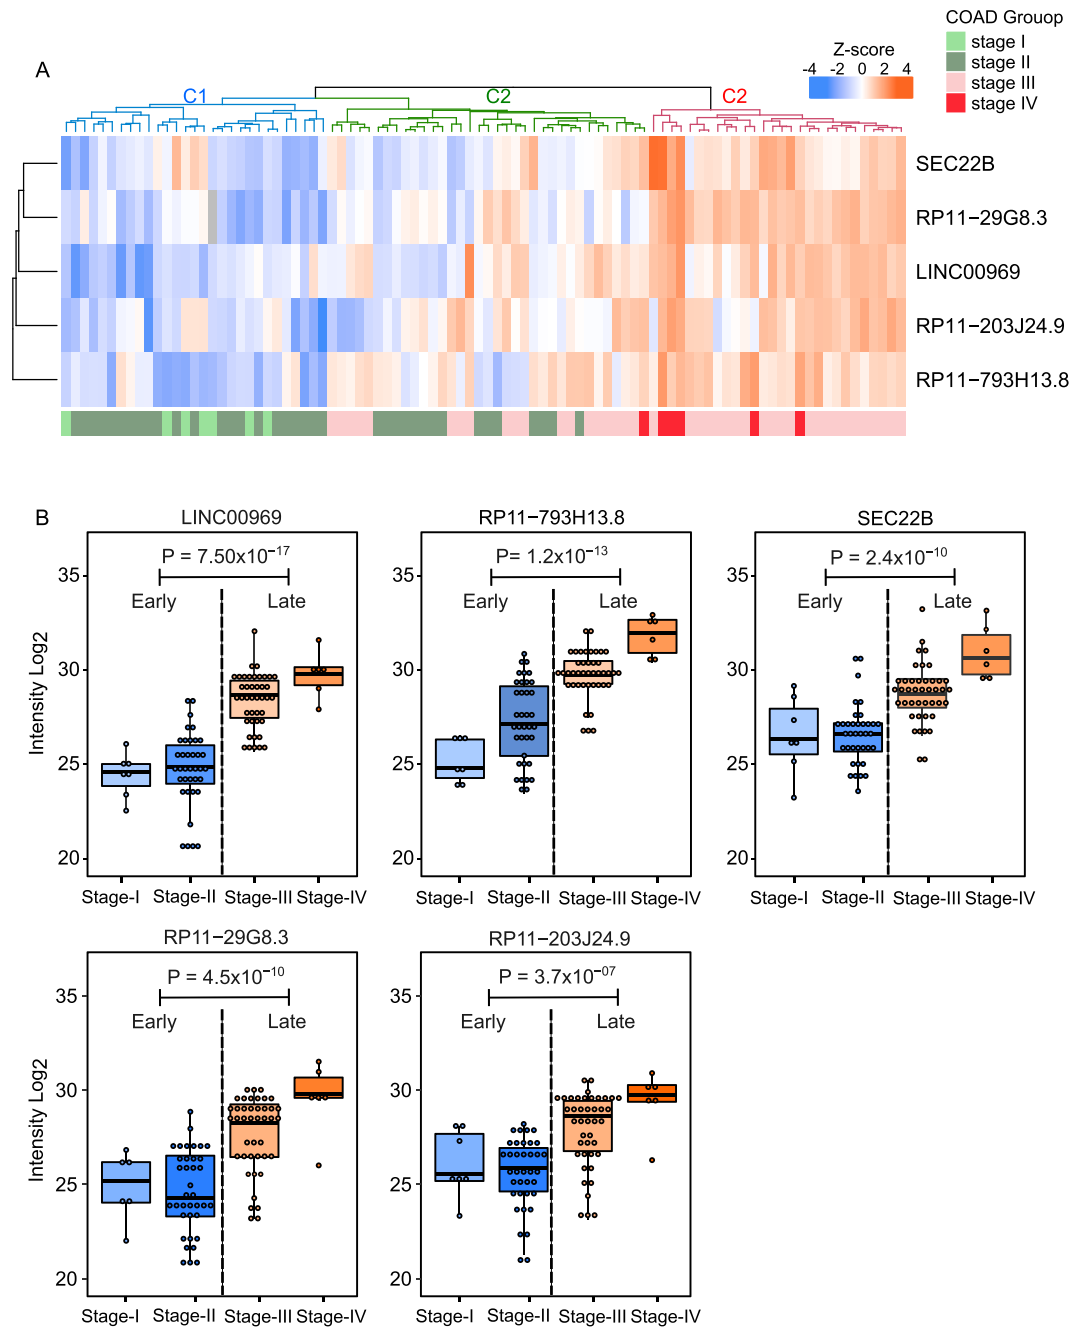 COAD Grouop
stage I
stage II
stage III
stage IV
Z-score
-4 -2 0 2 4
A
C1 C2 C2
SEC22B
RP11−29G8.3
LINC00969
RP11−203J24.9
RP11−793H13.8
B
LINC00969
P = 7.50x10⁻¹⁷
Early Late
Intensity Log2
35
30
25
20
Stage-I Stage-II Stage-III Stage-IV
RP11−793H13.8
P= 1.2x10⁻¹³
Early Late
35
30
25
20
Stage-I Stage-II Stage-III Stage-IV
SEC22B
P = 2.4x10⁻¹⁰
Early Late
35
30
25
20
Stage-I Stage-II Stage-III Stage-IV
RP11−29G8.3
P = 4.5x10⁻¹⁰
Early Late
Intensity Log2
35
30
25
20
Stage-I Stage-II Stage-III Stage-IV
RP11−203J24.9
P = 3.7x10⁻⁰⁷
Early Late
35
30
25
20
Stage-I Stage-II Stage-III Stage-IV